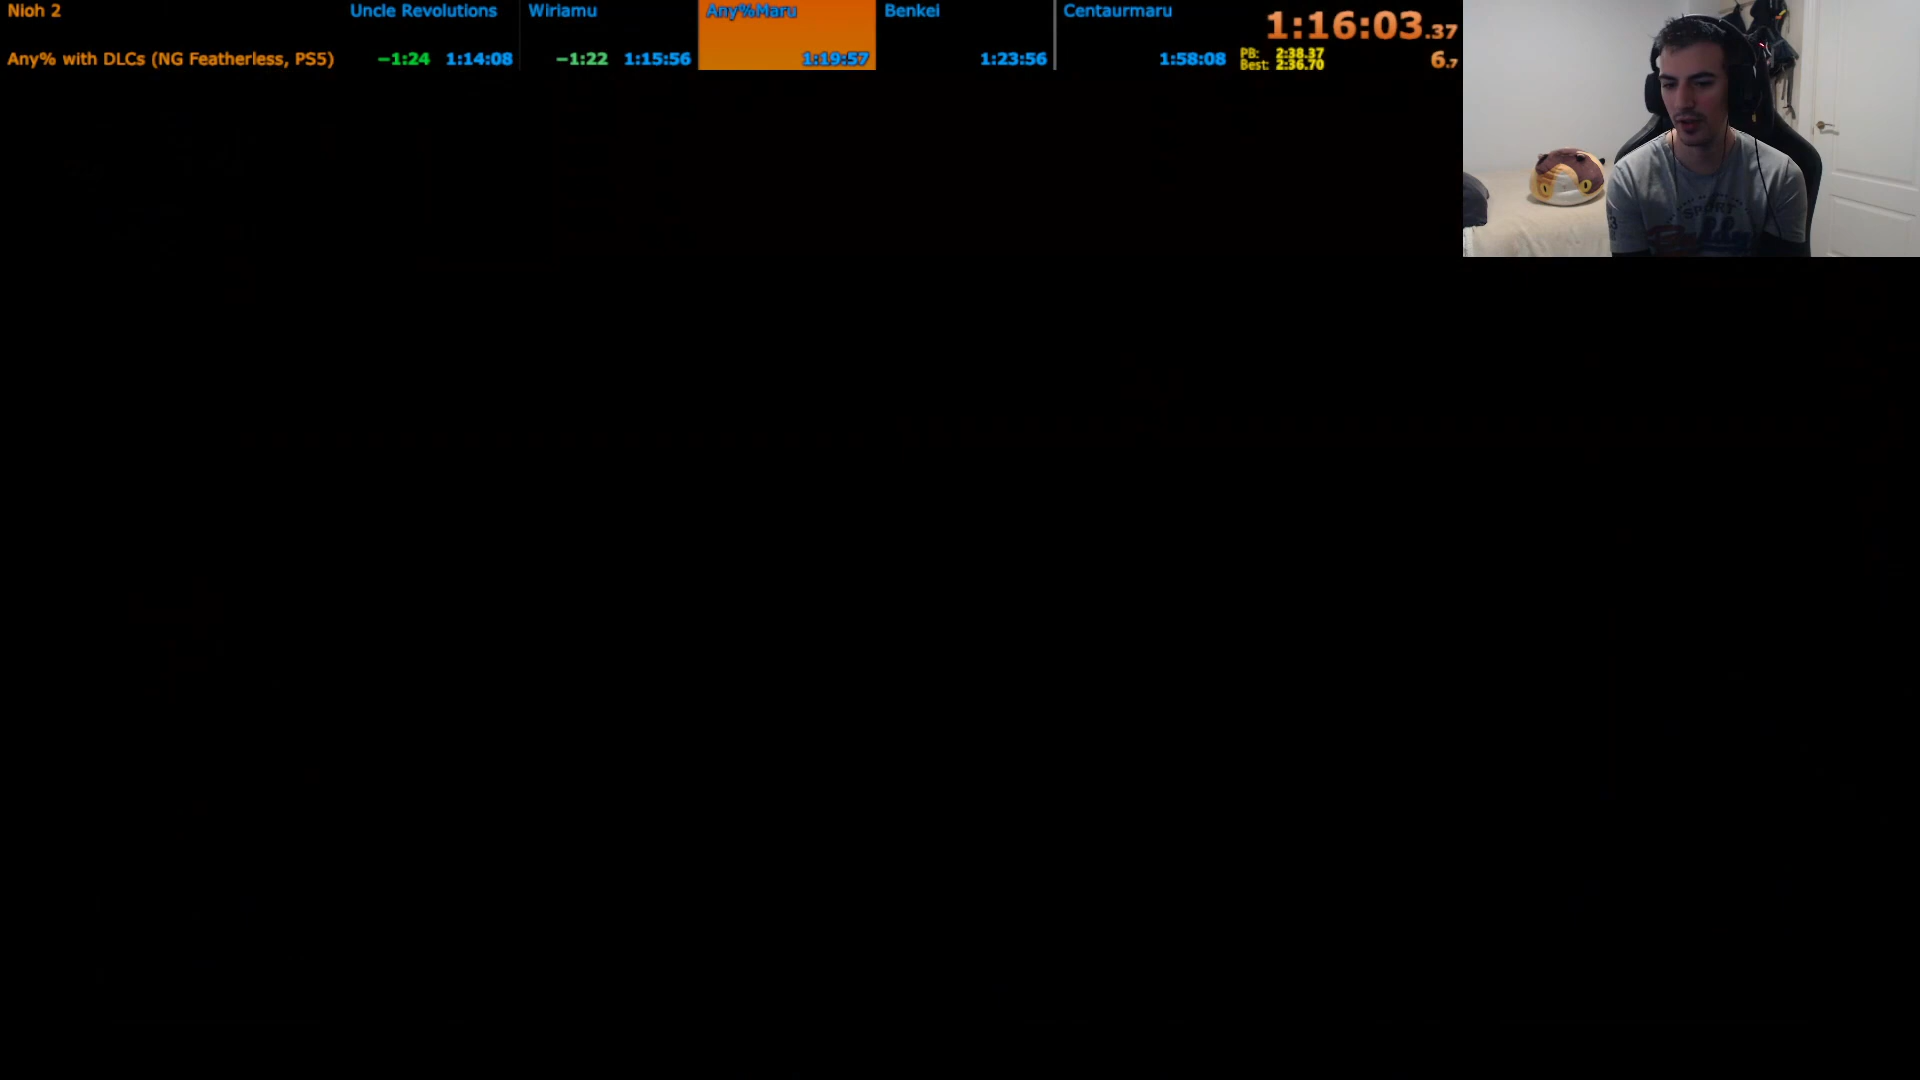 Nioh 2
Any% with DLCs (NG Featherless, PS5)
Uncle Revolutions
−1:24 1:14:08
Wiriamu
−1:22 1:15:56
Any%Maru
1:19:57
Benkei
1:23:56
Centaurmaru
1:58:08
1:16:03.37
PB: 2:38.37
Best: 2:36.70
6.7
SPORT